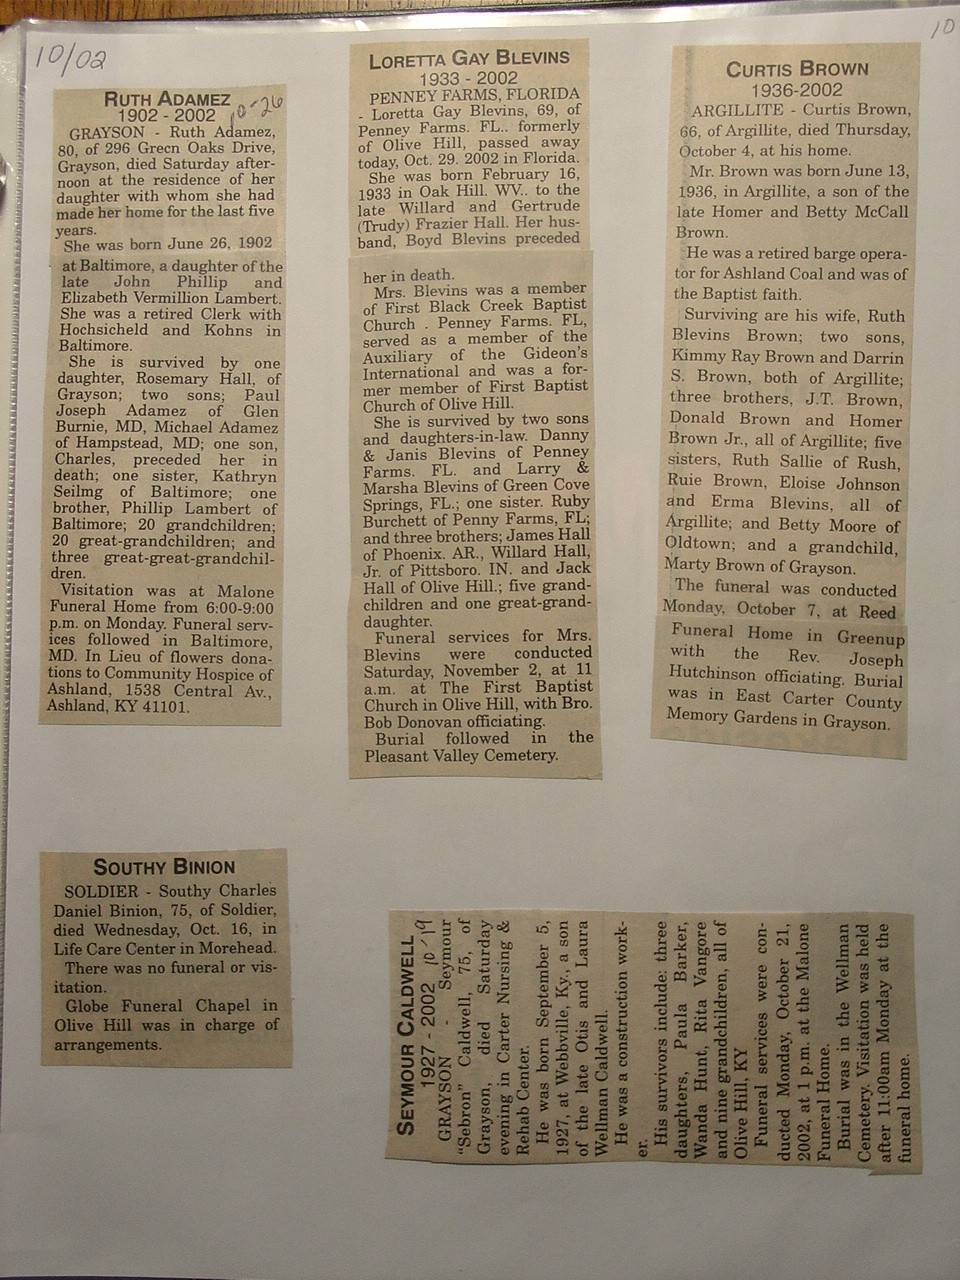 10/02
10
RUTH ADAMEZ
1902 - 2002 10-26
GRAYSON - Ruth Adamez,
80, of 296 Green Oaks Drive,
Grayson, died Saturday after-
noon at the residence of her
daughter with whom she had
made her home for the last five
years.
She was born June 26, 1902
at Baltimore, a daughter of the
late John Phillip and
Elizabeth Vermillion Lambert.
She was a retired Clerk with
Hochsicheld and Kohns in
Baltimore.
She is survived by one
daughter, Rosemary Hall, of
Grayson; two sons; Paul
Joseph Adamez of Glen
Burnie, MD, Michael Adamez
of Hampstead, MD; one son,
Charles, preceded her in
death; one sister, Kathryn
Seilmg of Baltimore; one
brother, Phillip Lambert of
Baltimore; 20 grandchildren;
20 great-grandchildren; and
three great-great-grandchil-
dren.
Visitation was at Malone
Funeral Home from 6:00-9:00
p.m. on Monday. Funeral serv-
ices followed in Baltimore,
MD. In Lieu of flowers dona-
tions to Community Hospice of
Ashland, 1538 Central Av.,
Ashland, KY 41101.
LORETTA GAY BLEVINS
1933 - 2002
PENNEY FARMS, FLORIDA
- Loretta Gay Blevins, 69, of
Penney Farms. FL.. formerly
of Olive Hill, passed away
today, Oct. 29. 2002 in Florida.
She was born February 16,
1933 in Oak Hill. WV.. to the
late Willard and Gertrude
(Trudy) Frazier Hall. Her hus-
band, Boyd Blevins preceded
her in death.
Mrs. Blevins was a member
of First Black Creek Baptist
Church . Penney Farms. FL,
served as a member of the
Auxiliary of the Gideon's
International and was a for-
mer member of First Baptist
Church of Olive Hill.
She is survived by two sons
and daughters-in-law. Danny
& Janis Blevins of Penney
Farms. FL. and Larry &
Marsha Blevins of Green Cove
Springs, FL.; one sister. Ruby
Burchett of Penny Farms, FL;
and three brothers; James Hall
of Phoenix. AR., Willard Hall,
Jr. of Pittsboro. IN. and Jack
Hall of Olive Hill.; five grand-
children and one great-grand-
daughter.
Funeral services for Mrs.
Blevins were conducted
Saturday, November 2, at 11
a.m. at The First Baptist
Church in Olive Hill, with Bro.
Bob Donovan officiating.
Burial followed in the
Pleasant Valley Cemetery.
CURTIS BROWN
1936-2002
ARGILLITE - Curtis Brown,
66, of Argillite, died Thursday,
October 4, at his home.
Mr. Brown was born June 13,
1936, in Argillite, a son of the
late Homer and Betty McCall
Brown.
He was a retired barge opera-
tor for Ashland Coal and was of
the Baptist faith.
Surviving are his wife, Ruth
Blevins Brown; two sons,
Kimmy Ray Brown and Darrin
S. Brown, both of Argillite;
three brothers, J.T. Brown,
Donald Brown and Homer
Brown Jr., all of Argillite; five
sisters, Ruth Sallie of Rush,
Ruie Brown, Eloise Johnson
and Erma Blevins, all of
Argillite; and Betty Moore of
Oldtown; and a grandchild,
Marty Brown of Grayson.
The funeral was conducted
Monday, October 7, at Reed
Funeral Home in Greenup
with the Rev. Joseph
Hutchinson officiating. Burial
was in East Carter County
Memory Gardens in Grayson.
SOUTHY BINION
SOLDIER - Southy Charles
Daniel Binion, 75, of Soldier,
died Wednesday, Oct. 16, in
Life Care Center in Morehead.
There was no funeral or vis-
itation.
Globe Funeral Chapel in
Olive Hill was in charge of
arrangements.
SEYMOUR CALDWELL
1927 - 2002 10-19
GRAYSON - Seymour
"Sebron" Caldwell, 75, of
Grayson, died Saturday
evening in Carter Nursing &
Rehab Center.
He was born September 5,
1927, at Webbville, Ky., a son
of the late Otis and Laura
Wellman Caldwell.
He was a construction work-
er.
His survivors include: three
daughters, Paula Barker,
Wanda Hunt, Rita Vangore
and nine grandchildren, all of
Olive Hill, KY
Funeral services were con-
ducted Monday, October 21,
2002, at 1 p.m. at the Malone
Funeral Home.
Burial was in the Wellman
Cemetery. Visitation was held
after 11:00am Monday at the
funeral home.